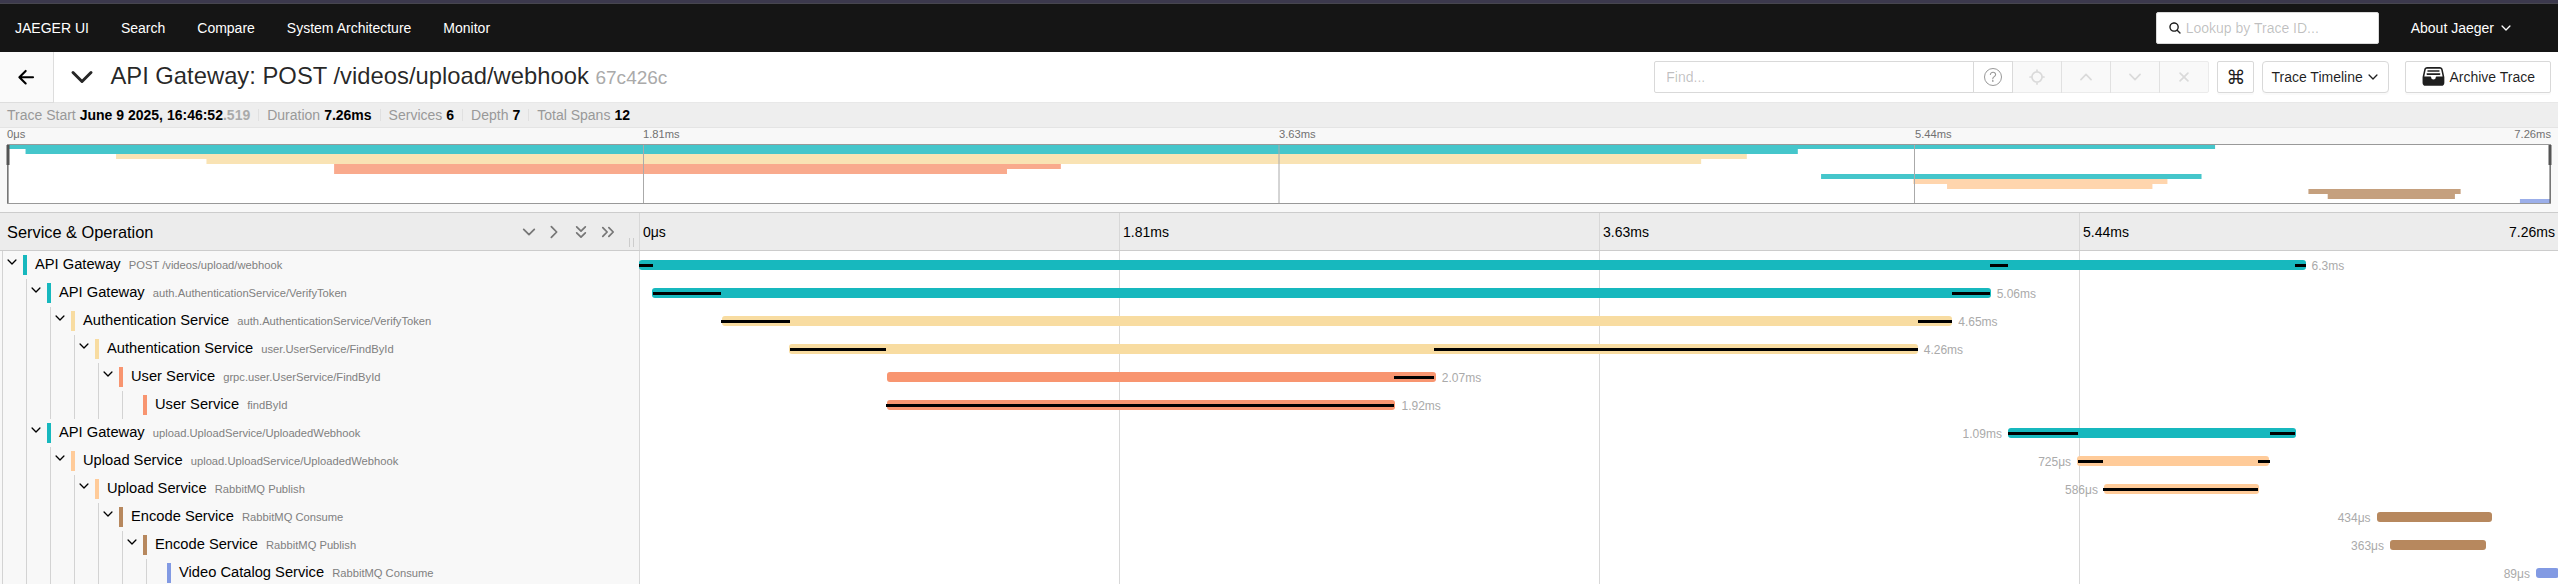 JAEGER UI Search Compare System Architecture Monitor Lookup by Trace ID... About Jaeger
API Gateway: POST /videos/upload/webhook 67c426c Find... ? ⌘ Trace Timeline Archive Trace
Trace Start June 9 2025, 16:46:52.519 Duration 7.26ms Services 6 Depth 7 Total Spans 12
0μs 1.81ms 3.63ms 5.44ms 7.26ms
Service & Operation 0μs 1.81ms 3.63ms 5.44ms 7.26ms
API Gateway POST /videos/upload/webhook 6.3ms
API Gateway auth.AuthenticationService/VerifyToken 5.06ms
Authentication Service auth.AuthenticationService/VerifyToken 4.65ms
Authentication Service user.UserService/FindById 4.26ms
User Service grpc.user.UserService/FindById 2.07ms
User Service findById 1.92ms
API Gateway upload.UploadService/UploadedWebhook 1.09ms
Upload Service upload.UploadService/UploadedWebhook 725μs
Upload Service RabbitMQ Publish 586μs
Encode Service RabbitMQ Consume 434μs
Encode Service RabbitMQ Publish 363μs
Video Catalog Service RabbitMQ Consume 89μs